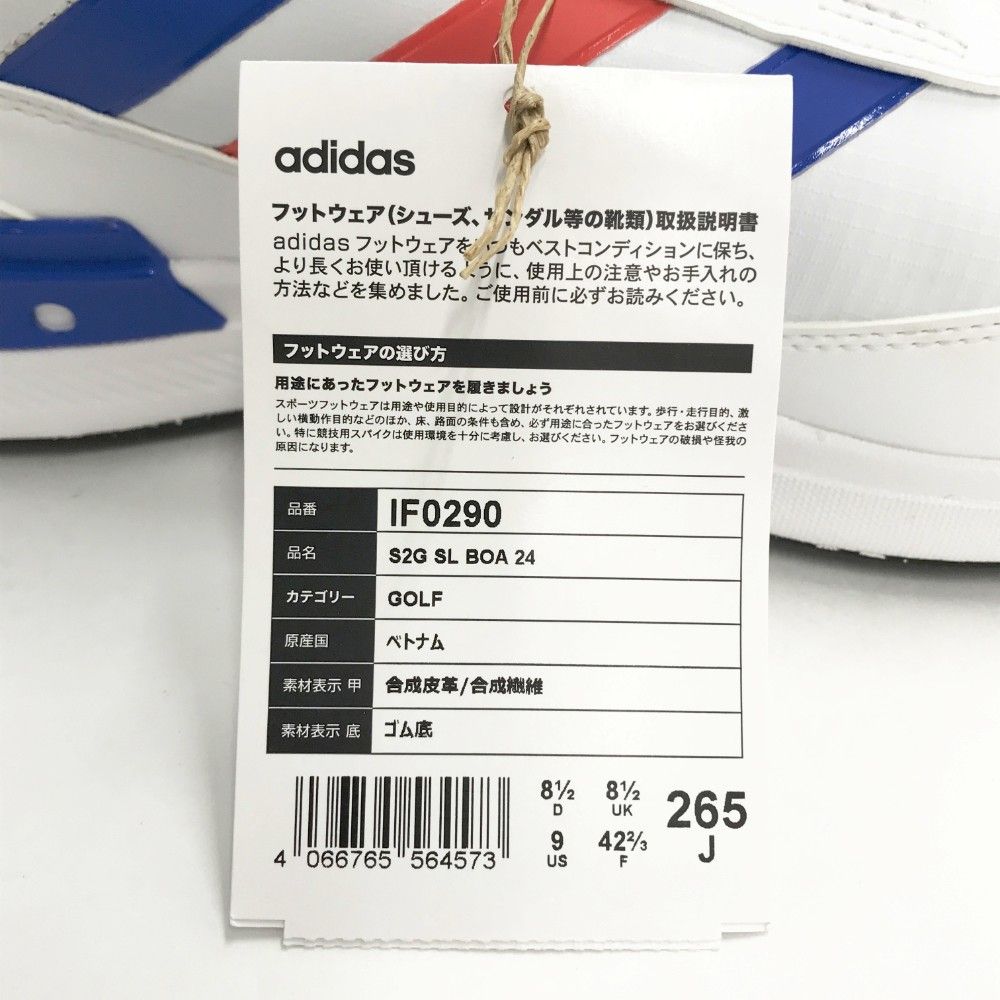 adidas
フットウェア(シューズ、サンダル等の靴類)取扱説明書
adidas フットウェアをいつもベストコンディションに保ち、
より長くお使い頂けるように、使用上の注意やお手入れの
方法などを集めました。ご使用前に必ずお読みください。
フットウェアの選び方
用途にあったフットウェアを履きましょう
スポーツフットウェアは用途や使用目的によって設計がそれぞれされています。歩行・走行目的、激
しい横動作目的などのほか、床、路面の条件も含め、必ず用途に合ったフットウェアをお選びくださ
い。特に競技用スパイクは使用環境を十分に考慮し、お選びください。フットウェアの破損や怪我の
原因になります。
品番 IF0290
品名 S2G SL BOA 24
カテゴリー GOLF
原産国 ベトナム
素材表示 甲 合成皮革/合成繊維
素材表示 底 ゴム底
8½ 8½ 265
D UK J
9 42⅔
US F
4 066765 564573